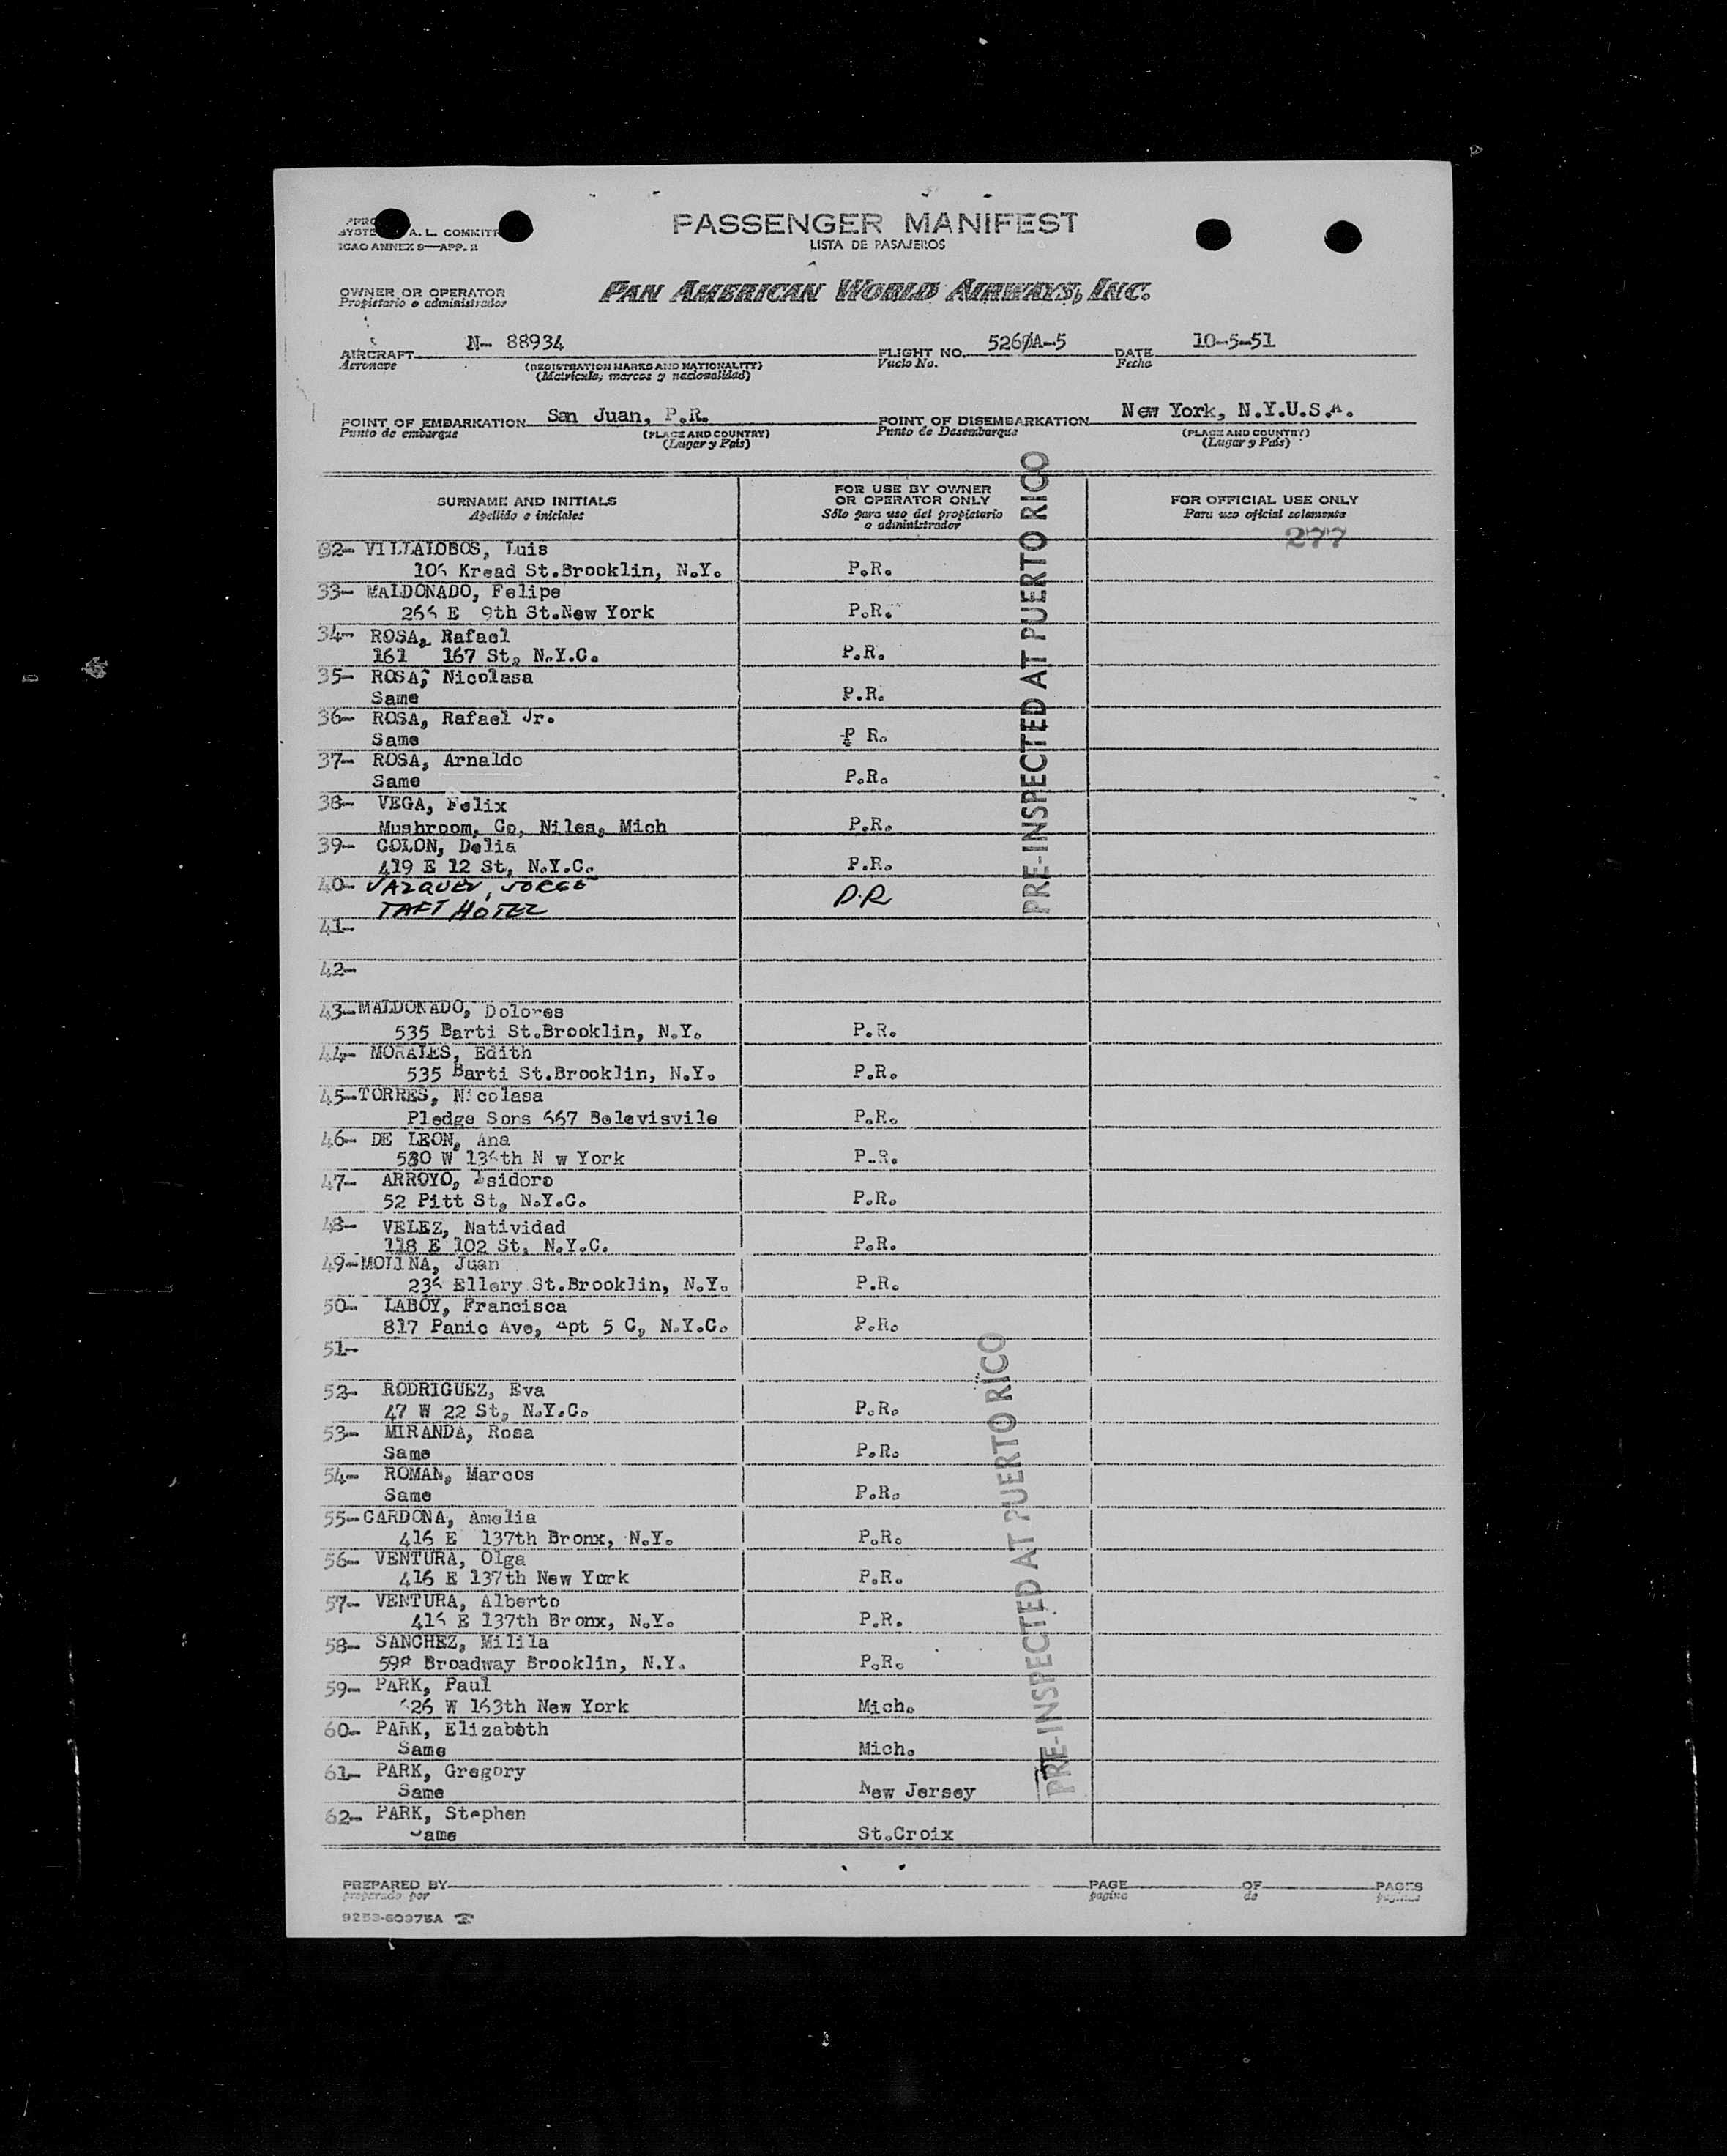 PASSENGER MANIFEST
LISTA DE PASAJEROS
A. L. COMMITT
ICAO ANNEX 9—APP. 2
OWNER OR OPERATOR
Propietario o administrador
PAN AMERICAN WORLD AIRWAYS, INC.
AIRCRAFT N- 88934 FLIGHT NO. DATE 10-5-51
Aeronave (REGISTRATION MARKS AND NATIONALITY) Vuelo No. Fecha
(Matrícula, marcas y nacionalidad)
POINT OF EMBARKATION San Juan, P.R. POINT OF DISEMBARKATION New York, N.Y.U.S.A.
Punto de embarque (PLACE AND COUNTRY) Punto de Desembarque (PLACE AND COUNTRY)
(Lugar y País) (Lugar y País)
SURNAME AND INITIALS FOR USE BY OWNER OR OPERATOR ONLY FOR OFFICIAL USE ONLY
Apellido e iniciales Sólo para uso del propietario o administrador Para uso oficial solamente
277
VILLALOBOS, Luis
Kread St.Brooklin, N.Y. P.R.
33- MALDONADO, Felipe
E 9th St.New York P.R.
34- ROSA, Rafael
161 167 St, N.Y.C. P.R.
35- ROSA, Nicolasa
Same P.R.
36- ROSA, Rafael Jr.
Same P R.
37- ROSA, Arnaldo
Same P.R.
38- VEGA, Felix
Mushroom, Co, Niles, Mich P.R.
39- COLON, Delia
419 E 12 St, N.Y.C. P.R.
40- VAZQUEZ, JORGE
TAFT HOTEL P.R
41-
42-
43- MALDONADO, Dolores
535 Barti St.Brooklin, N.Y. P.R.
44- MORALES, Edith
535 Barti St.Brooklin, N.Y. P.R.
45- TORRES, Nicolasa
Pledge Sons 667 Belevisvile P.R.
46- DE LEON, Ana
530 W 136th N w York P.R.
47- ARROYO, Isidoro
52 Pitt St, N.Y.C. P.R.
48- VELEZ, Natividad
118 E 102 St, N.Y.C. P.R.
49- MOLINA, Juan
236 Ellery St.Brooklin, N.Y. P.R.
50- LABOY, Francisca
817 Panic Ave, Apt 5 C, N.Y.C. P.R.
51-
52- RODRIGUEZ, Eva
47 W 22 St, N.Y.C. P.R.
53- MIRANDA, Rosa
Same P.R.
54- ROMAN, Marcos
Same P.R.
55- CARDONA, Amelia
416 E 137th Bronx, N.Y. P.R.
56- VENTURA, Olga
416 E 137th New York P.R.
57- VENTURA, Alberto
416 E 137th Bronx, N.Y. P.R.
58- SANCHEZ, Milila
598 Broadway Brooklin, N.Y. P.R.
59- PARK, Paul
626 W 163th New York Mich.
60- PARK, Elizabeth
Same Mich.
61- PARK, Gregory
Same New Jersey
62- PARK, Stephen
Same St.Croix
PRE-INSPECTED AT PUERTO RICO
PRE-INSPECTED AT PUERTO RICO
PREPARED BY PAGE OF PAGES
preparado por página de páginas